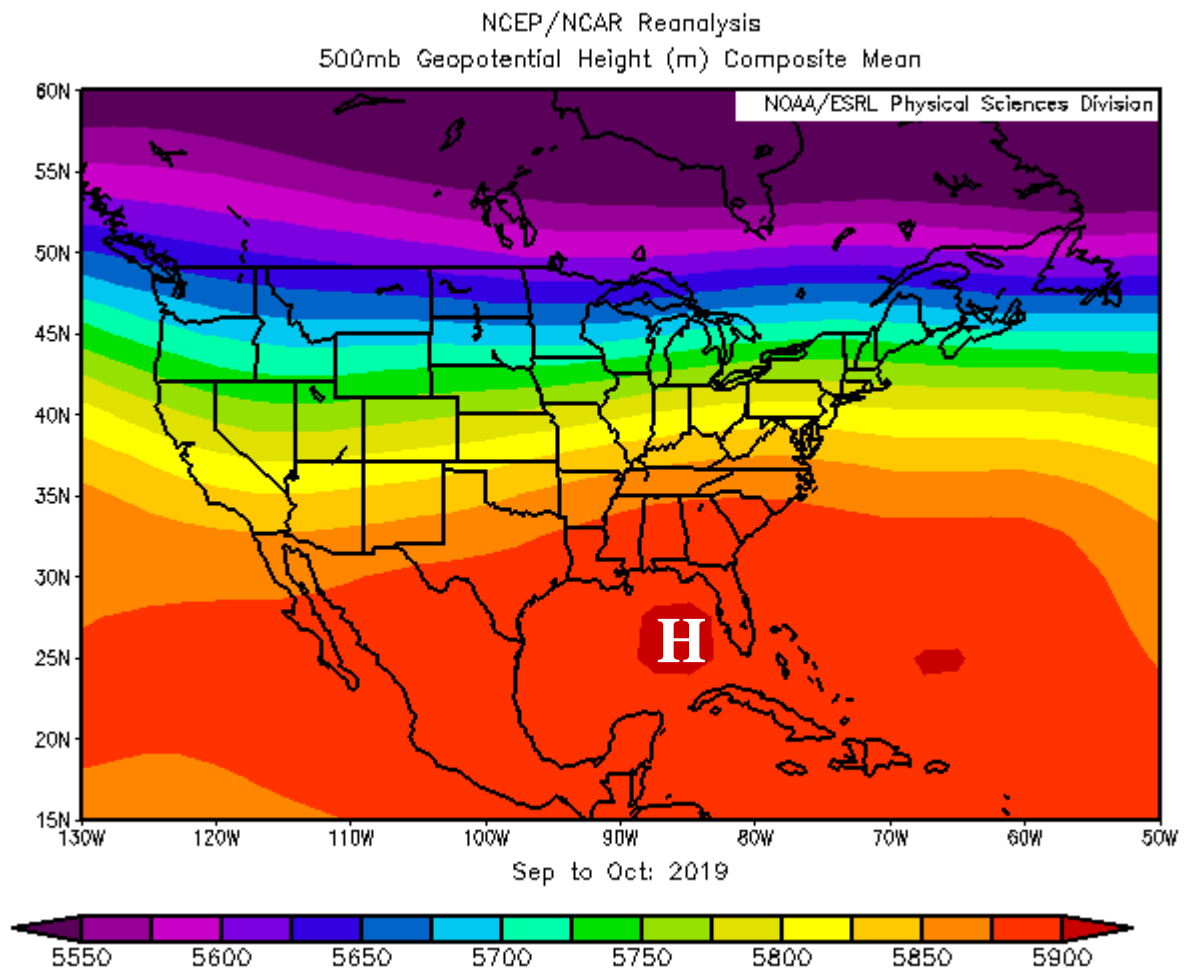 NCEP/NCAR Reanalysis
500mb Geopotential Height (m) Composite Mean
NOAA/ESRL Physical Sciences Division
60N
55N
50N
45N
40N
35N
30N
H
25N
20N
15N
130W 120W 110W 100W 90W 80W 70W 60W 50W
Sep to Oct: 2019
5550 5600 5650 5700 5750 5800 5850 5900